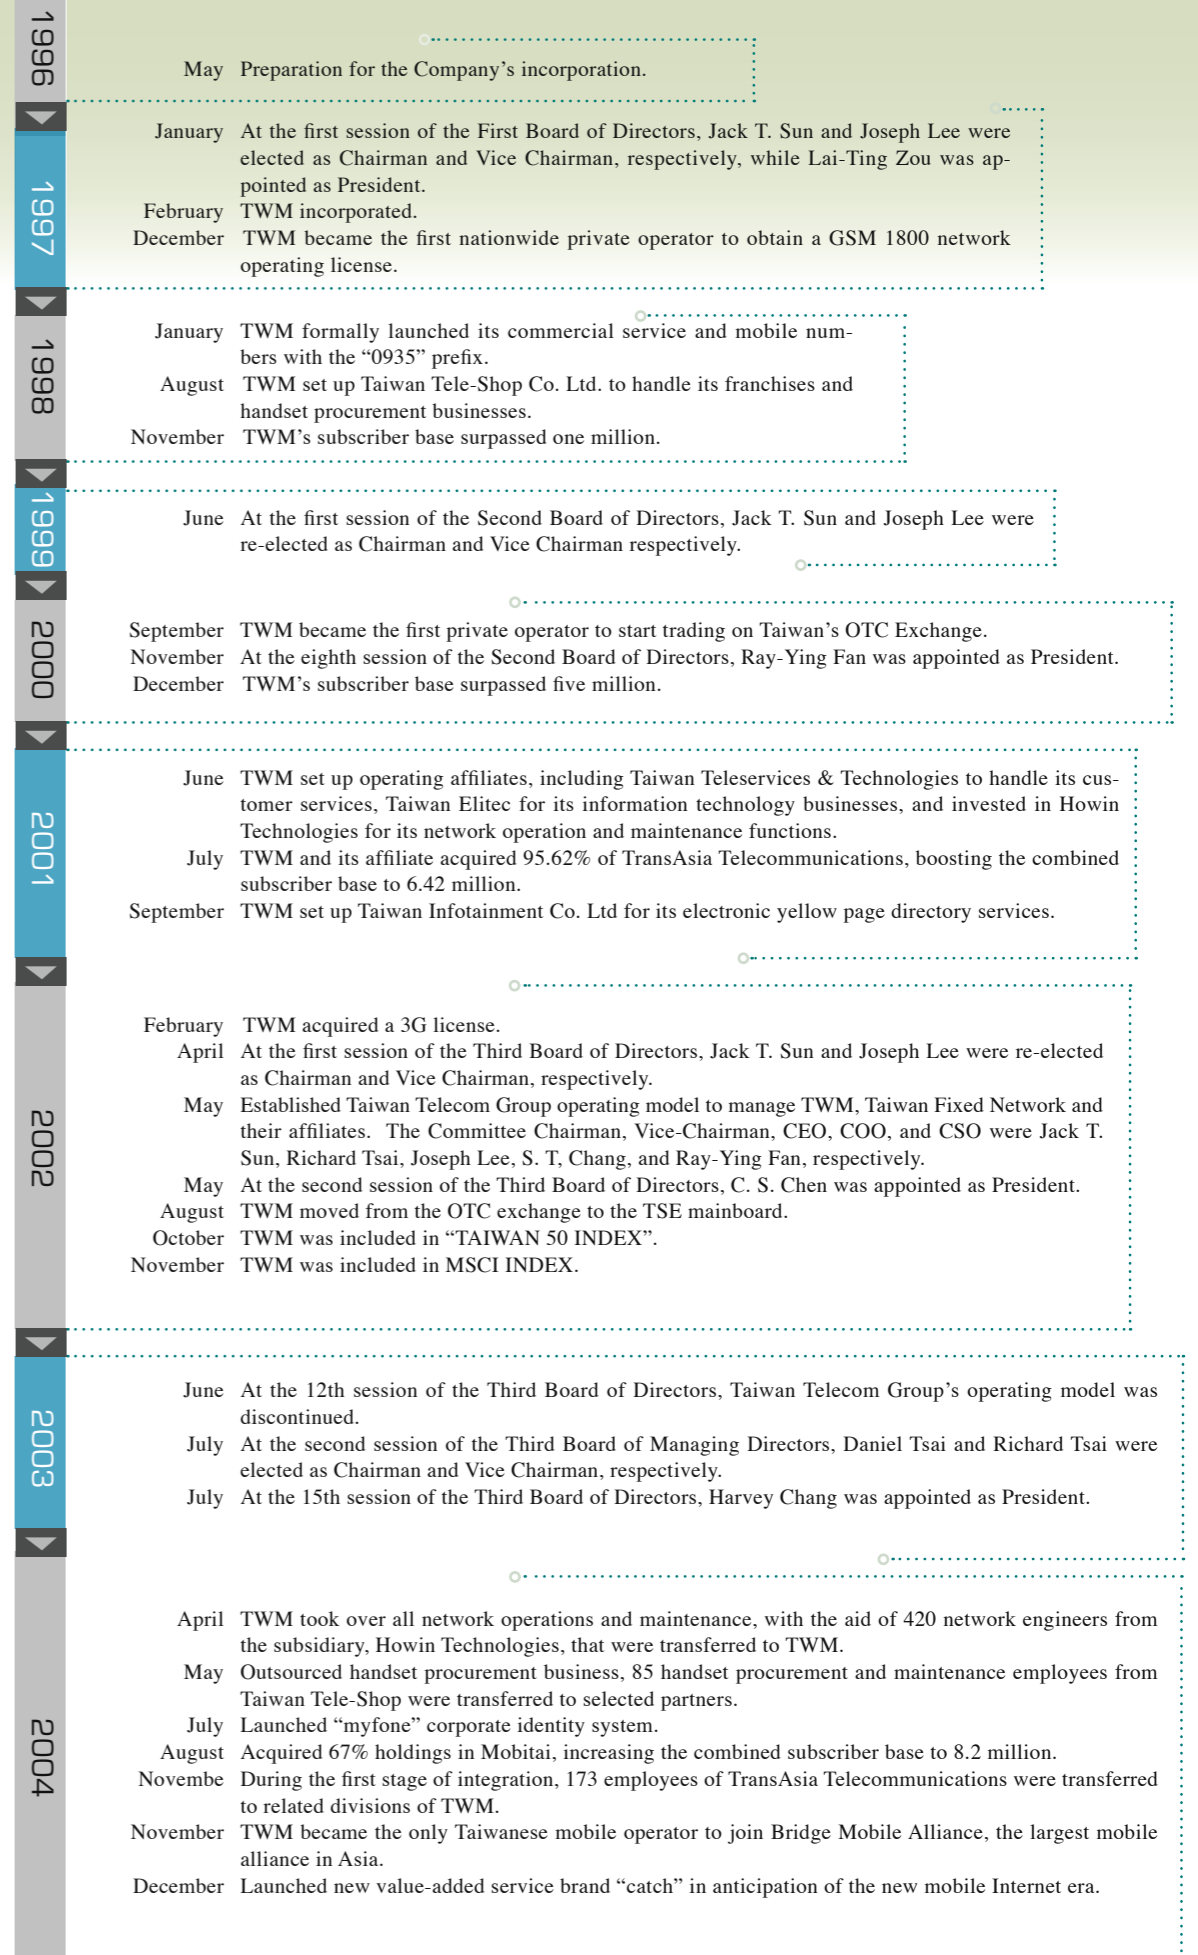 1996
May Preparation for the Company’s incorporation.
1997
January At the first session of the First Board of Directors, Jack T. Sun and Joseph Lee were
elected as Chairman and Vice Chairman, respectively, while Lai-Ting Zou was ap-
pointed as President.
February TWM incorporated.
December TWM became the first nationwide private operator to obtain a GSM 1800 network
operating license.
1998
January TWM formally launched its commercial service and mobile num-
bers with the “0935” prefix.
August TWM set up Taiwan Tele-Shop Co. Ltd. to handle its franchises and
handset procurement businesses.
November TWM’s subscriber base surpassed one million.
1999
June At the first session of the Second Board of Directors, Jack T. Sun and Joseph Lee were
re-elected as Chairman and Vice Chairman respectively.
2000
September TWM became the first private operator to start trading on Taiwan’s OTC Exchange.
November At the eighth session of the Second Board of Directors, Ray-Ying Fan was appointed as President.
December TWM’s subscriber base surpassed five million.
2001
June TWM set up operating affiliates, including Taiwan Teleservices & Technologies to handle its cus-
tomer services, Taiwan Elitec for its information technology businesses, and invested in Howin
Technologies for its network operation and maintenance functions.
July TWM and its affiliate acquired 95.62% of TransAsia Telecommunications, boosting the combined
subscriber base to 6.42 million.
September TWM set up Taiwan Infotainment Co. Ltd for its electronic yellow page directory services.
2002
February TWM acquired a 3G license.
April At the first session of the Third Board of Directors, Jack T. Sun and Joseph Lee were re-elected
as Chairman and Vice Chairman, respectively.
May Established Taiwan Telecom Group operating model to manage TWM, Taiwan Fixed Network and
their affiliates. The Committee Chairman, Vice-Chairman, CEO, COO, and CSO were Jack T.
Sun, Richard Tsai, Joseph Lee, S. T, Chang, and Ray-Ying Fan, respectively.
May At the second session of the Third Board of Directors, C. S. Chen was appointed as President.
August TWM moved from the OTC exchange to the TSE mainboard.
October TWM was included in “TAIWAN 50 INDEX”.
November TWM was included in MSCI INDEX.
2003
June At the 12th session of the Third Board of Directors, Taiwan Telecom Group’s operating model was
discontinued.
July At the second session of the Third Board of Managing Directors, Daniel Tsai and Richard Tsai were
elected as Chairman and Vice Chairman, respectively.
July At the 15th session of the Third Board of Directors, Harvey Chang was appointed as President.
2004
April TWM took over all network operations and maintenance, with the aid of 420 network engineers from
the subsidiary, Howin Technologies, that were transferred to TWM.
May Outsourced handset procurement business, 85 handset procurement and maintenance employees from
Taiwan Tele-Shop were transferred to selected partners.
July Launched “myfone” corporate identity system.
August Acquired 67% holdings in Mobitai, increasing the combined subscriber base to 8.2 million.
Novembe During the first stage of integration, 173 employees of TransAsia Telecommunications were transferred
to related divisions of TWM.
November TWM became the only Taiwanese mobile operator to join Bridge Mobile Alliance, the largest mobile
alliance in Asia.
December Launched new value-added service brand “catch” in anticipation of the new mobile Internet era.